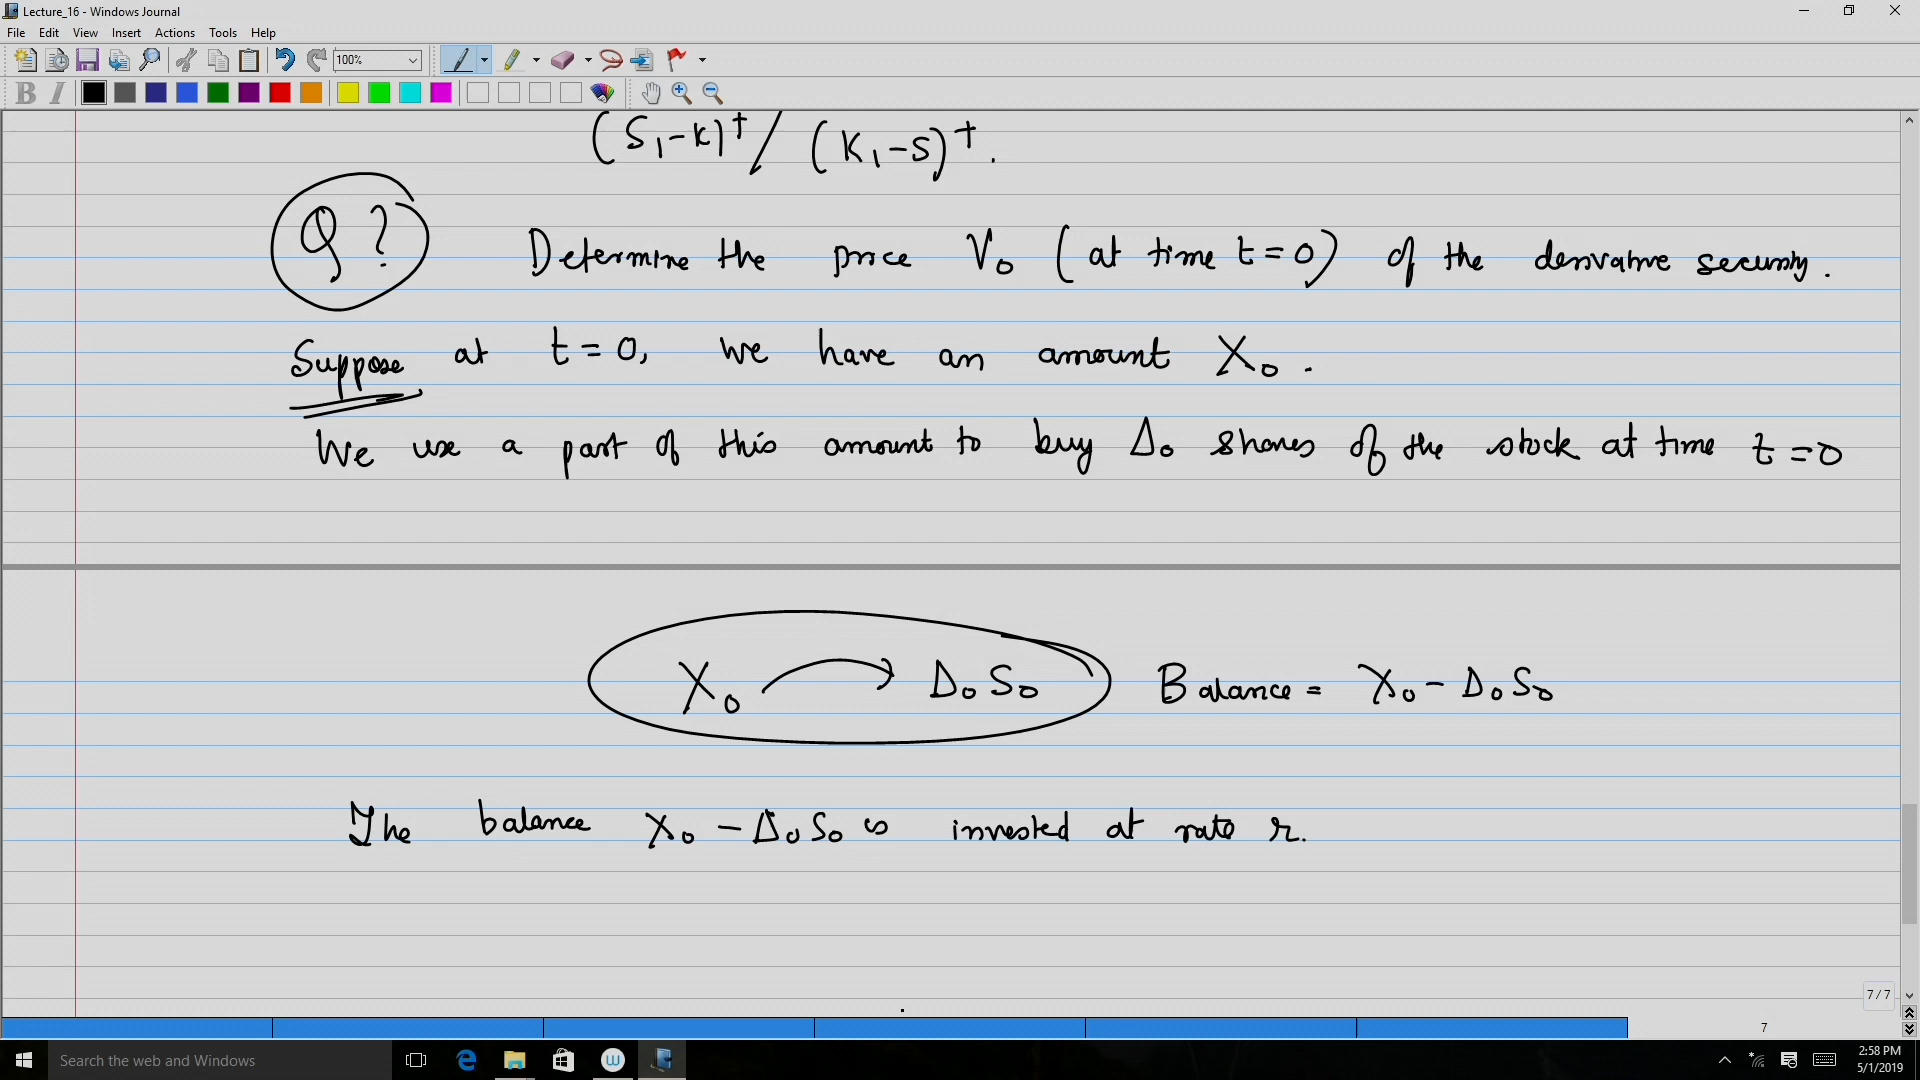 Lecture_16 - Windows Journal
File Edit View Insert Actions Tools Help
100%
B I
(S₁-K)⁺ / (K₁-S)⁺.
Q ? Determine the price V₀ (at time t=0) of the derivative security.
Suppose at t=0, we have an amount X₀.
We use a part of this amount to buy Δ₀ shares of the stock at time t=0
X₀ → Δ₀ S₀ Balance = X₀ - Δ₀S₀
The balance X₀ - Δ₀S₀ is invested at rate r.
7 / 7
7
Search the web and Windows
2:58 PM
5/1/2019